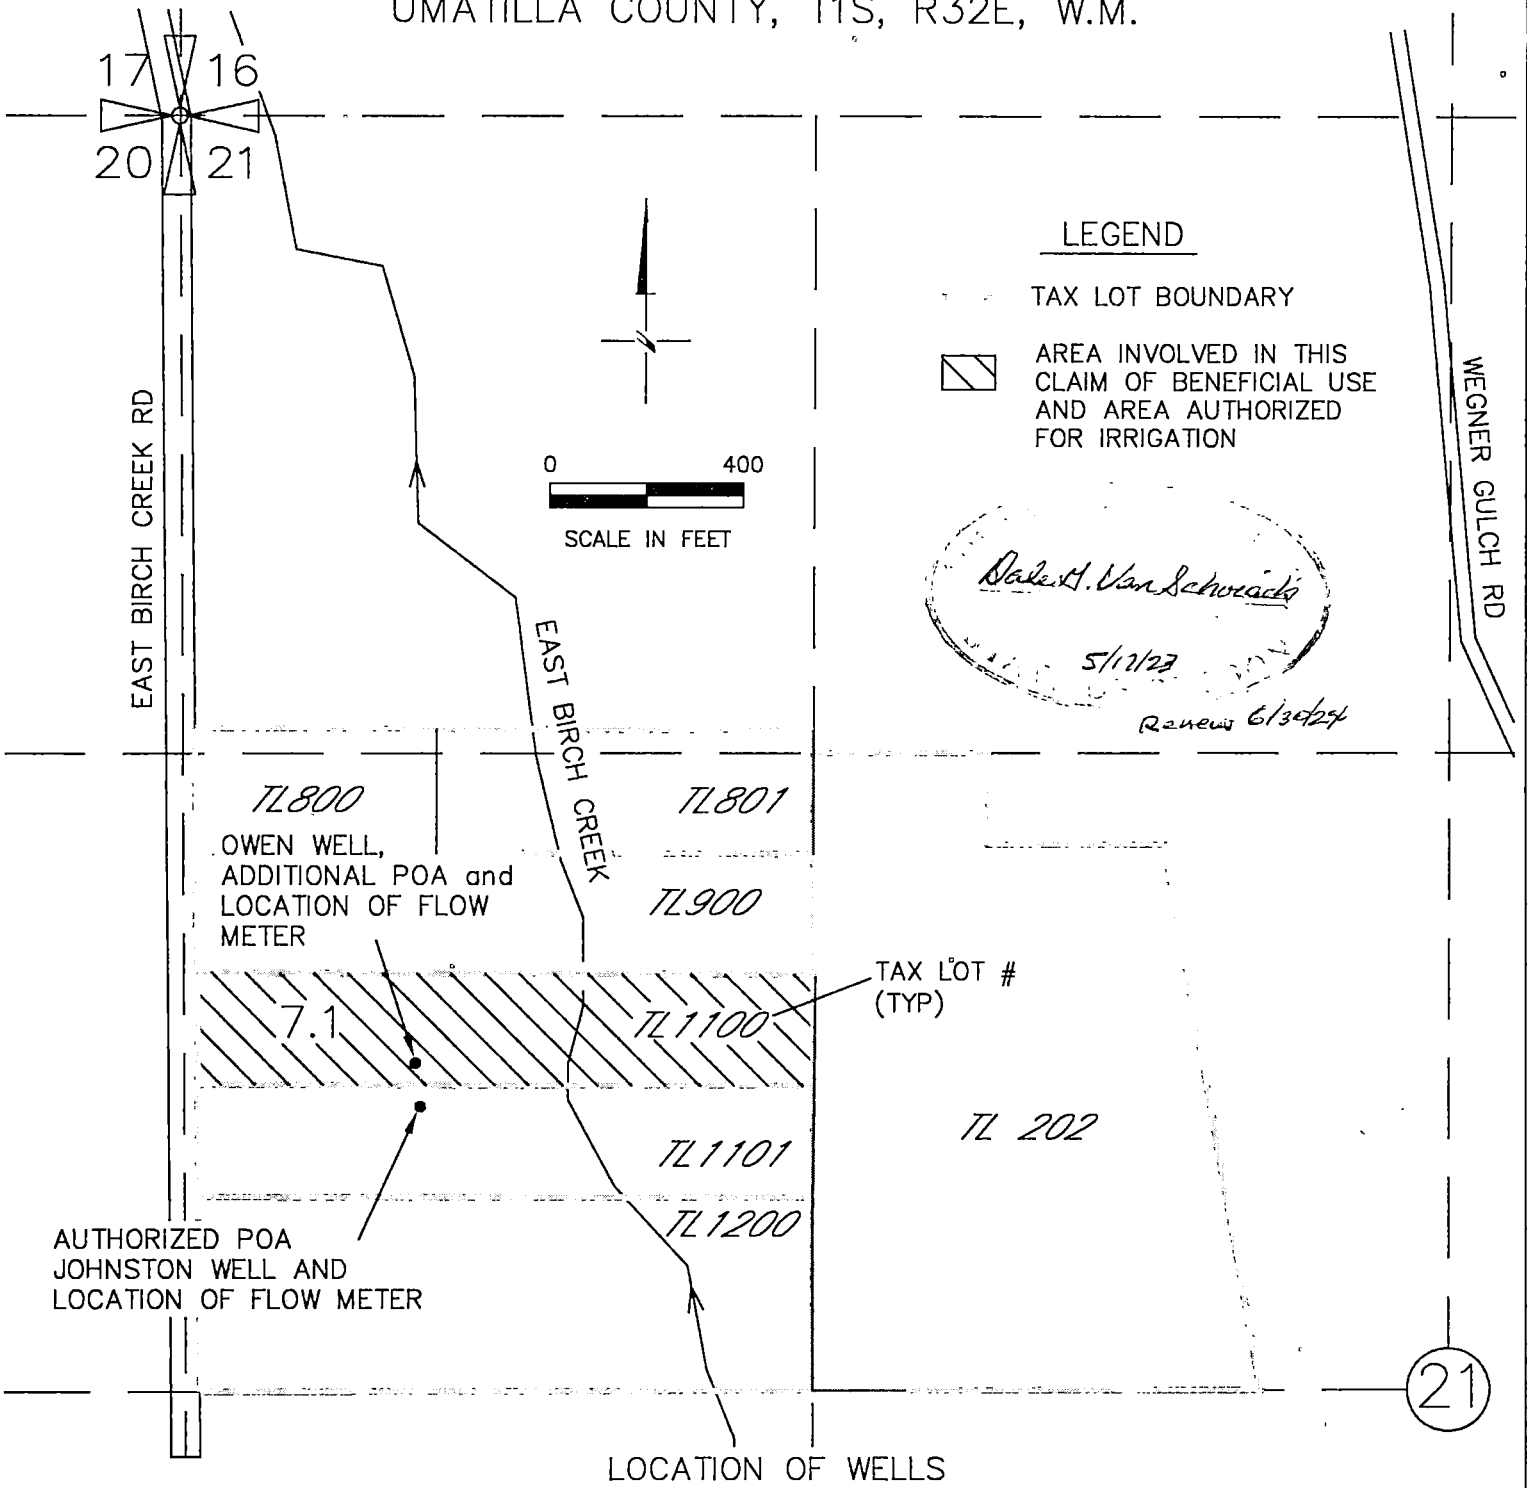 UMATILLA COUNTY, T1S, R32E, W.M.
17 16
20 21
LEGEND
TAX LOT BOUNDARY
AREA INVOLVED IN THIS
CLAIM OF BENEFICIAL USE
AND AREA AUTHORIZED
FOR IRRIGATION
0 400
SCALE IN FEET
EAST BIRCH CREEK RD
WEGNER GULCH RD
EAST BIRCH CREEK
Dale H. Van Schoiack
5/17/23
Renew 6/30/24
TL800
TL801
OWEN WELL,
ADDITIONAL POA and
LOCATION OF FLOW
METER
TL900
TAX LOT #
(TYP)
7.1
TL1100
TL1101
TL 202
TL1200
AUTHORIZED POA
JOHNSTON WELL AND
LOCATION OF FLOW METER
21
LOCATION OF WELLS